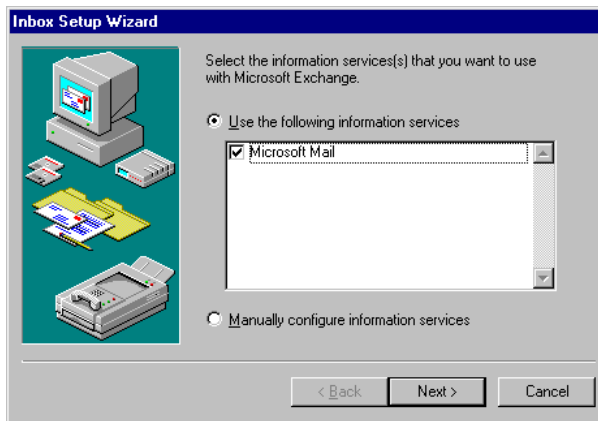 Inbox Setup Wizard
Select the information services(s) that you want to use
with Microsoft Exchange.
Use the following information services
Microsoft Mail
Manually configure information services
< Back
Next >
Cancel